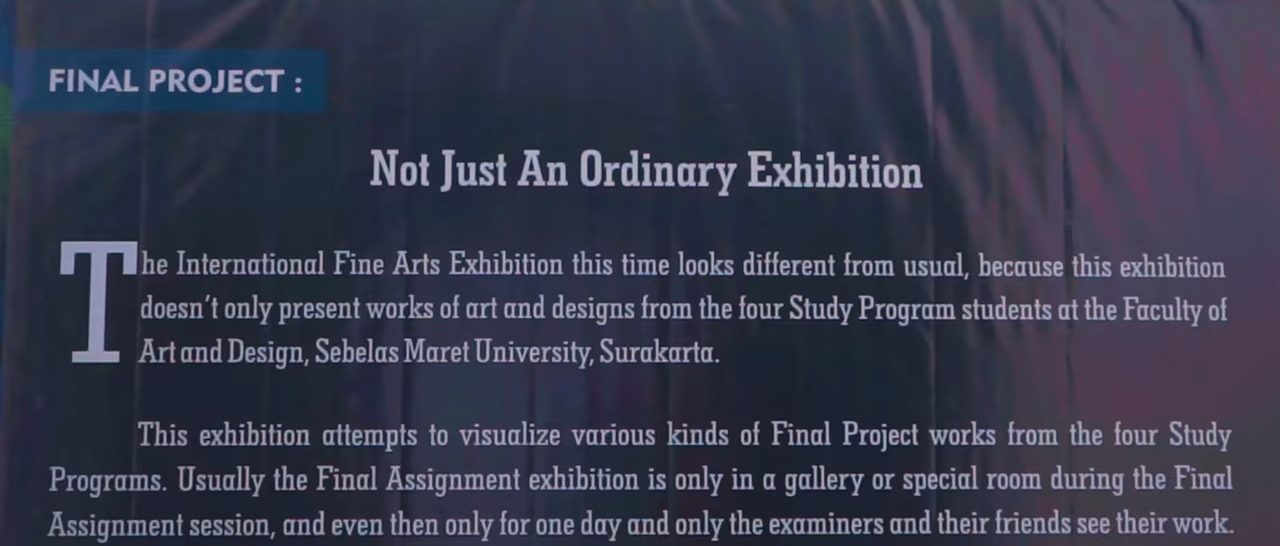 FINAL PROJECT :
Not Just An Ordinary Exhibition
The International Fine Arts Exhibition this time looks different from usual, because this exhibition
doesn't only present works of art and designs from the four Study Program students at the Faculty of
Art and Design, Sebelas Maret University, Surakarta.
This exhibition attempts to visualize various kinds of Final Project works from the four Study
Programs. Usually the Final Assignment exhibition is only in a gallery or special room during the Final
Assignment session, and even then only for one day and only the examiners and their friends see their work.